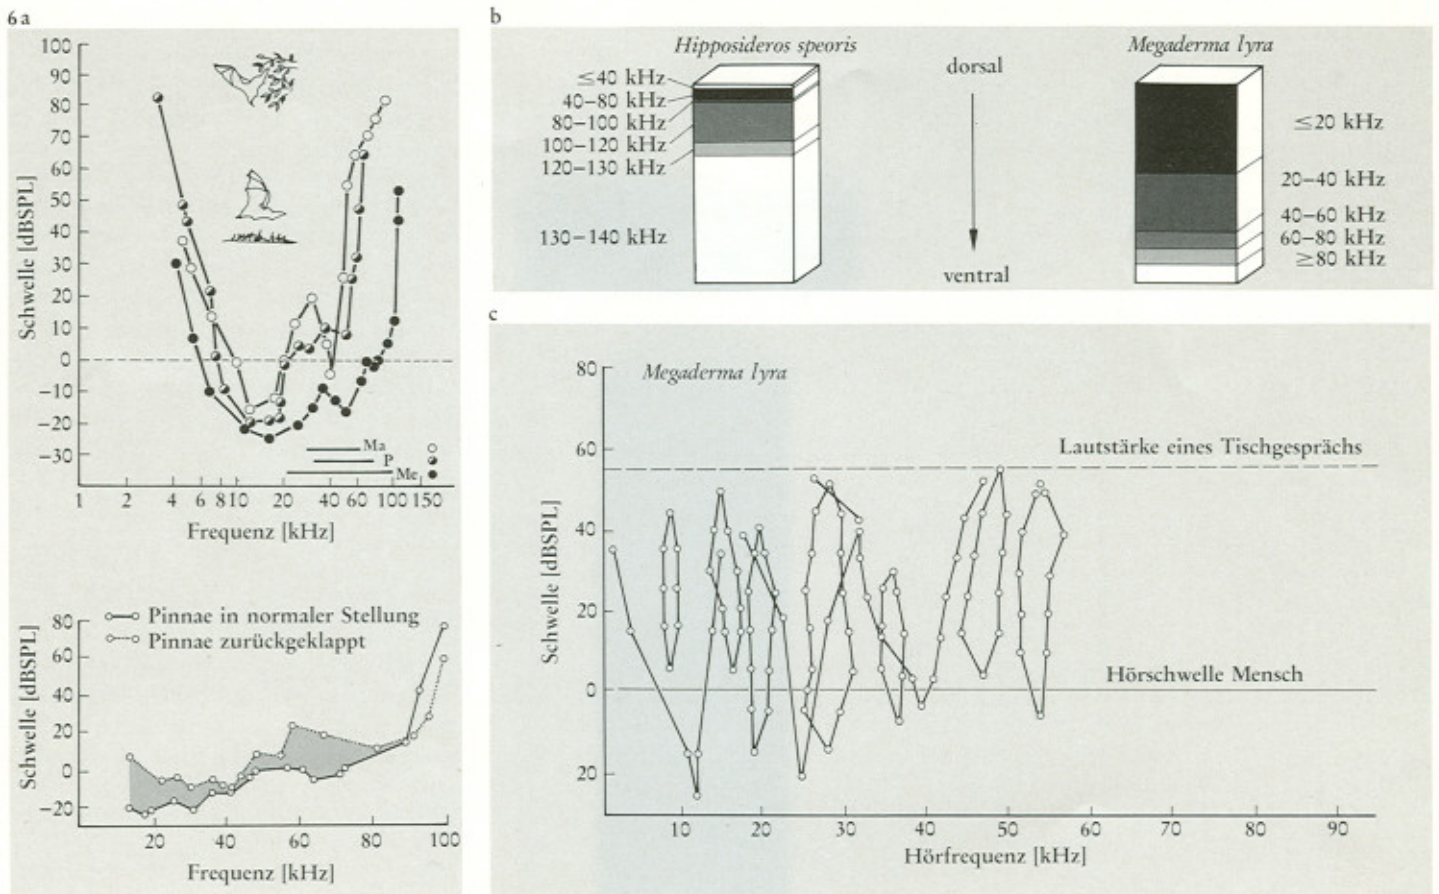 6a
100
90
80
70
60
50
40
30
20
10
0
−10
−20
−30
Schwelle [dBSPL]
Ma
P
Me
1 2 4 6 8 10 20 40 60 100 150
Frequenz [kHz]
Pinnae in normaler Stellung
Pinnae zurückgeklappt
80
60
40
20
0
−20
Schwelle [dBSPL]
20 40 60 80 100
Frequenz [kHz]
b
Hipposideros speoris
≤40 kHz
40–80 kHz
80–100 kHz
100–120 kHz
120–130 kHz
130–140 kHz
dorsal
ventral
Megaderma lyra
≤20 kHz
20–40 kHz
40–60 kHz
60–80 kHz
≥80 kHz
c
Megaderma lyra
80
60
40
20
0
20
Schwelle [dBSPL]
Lautstärke eines Tischgesprächs
Hörschwelle Mensch
10 20 30 40 50 60 70 80 90
Hörfrequenz [kHz]